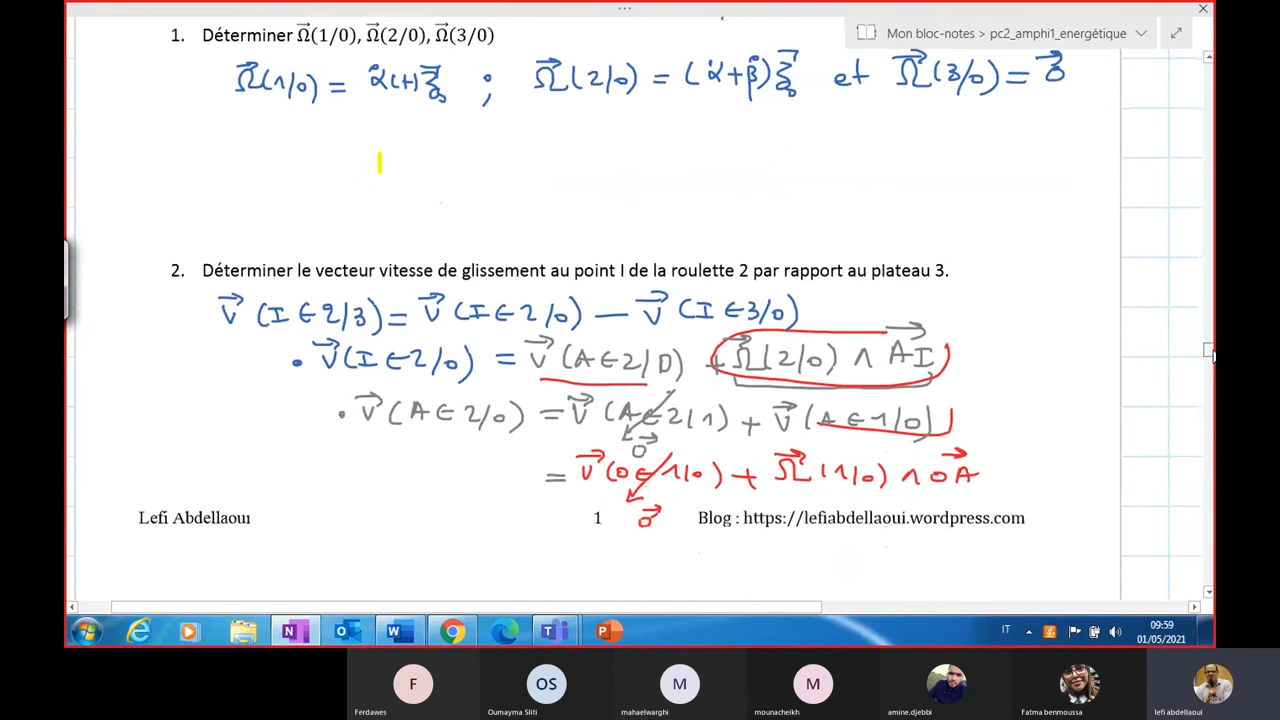 Mon bloc-notes > pc2_amphi1_energétique
1. Déterminer Ω⃗(1/0), Ω⃗(2/0), Ω⃗(3/0)
Ω⃗(1/0) = α̇(t) z⃗₀ ; Ω⃗(2/0) = (α̇+β̇) z⃗₀ et Ω⃗(3/0) = 0⃗
2. Déterminer le vecteur vitesse de glissement au point I de la roulette 2 par rapport au plateau 3.
V⃗(I∈2/3) = V⃗(I∈2/0) − V⃗(I∈3/0)
• V⃗(I∈2/0) = V⃗(A∈2/0) + Ω⃗(2/0) ∧ AI⃗
• V⃗(A∈2/0) = V⃗(A∈2/1) + V⃗(A∈1/0)
0⃗
= V⃗(O∈1/0) + Ω⃗(1/0) ∧ OA⃗
0⃗
Lefi Abdellaoui 1 Blog : https://lefiabdellaoui.wordpress.com
IT 09:59
01/05/2021
F OS M M
Ferdawes Oumayma Sliti mahaelwarghi mounacheikh amine.djebbi Fatma benmoussa lefi abdellaoui